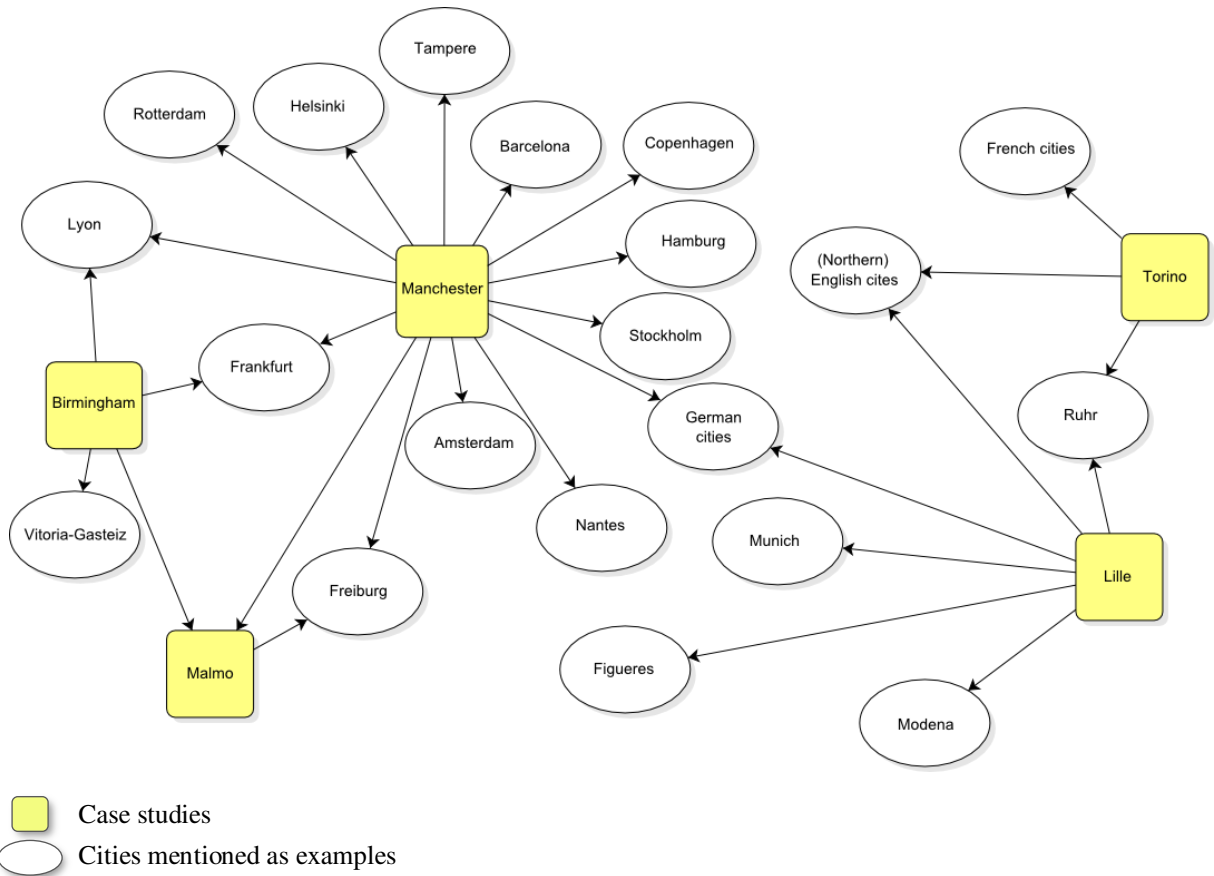 Tampere
Rotterdam
Helsinki
Barcelona
Copenhagen
French cities
Lyon
Hamburg
(Northern)
English cites
Torino
Manchester
Stockholm
Frankfurt
Birmingham
Amsterdam
German
cities
Ruhr
Vitoria-Gasteiz
Nantes
Munich
Freiburg
Lille
Malmo
Figueres
Modena
Case studies
Cities mentioned as examples